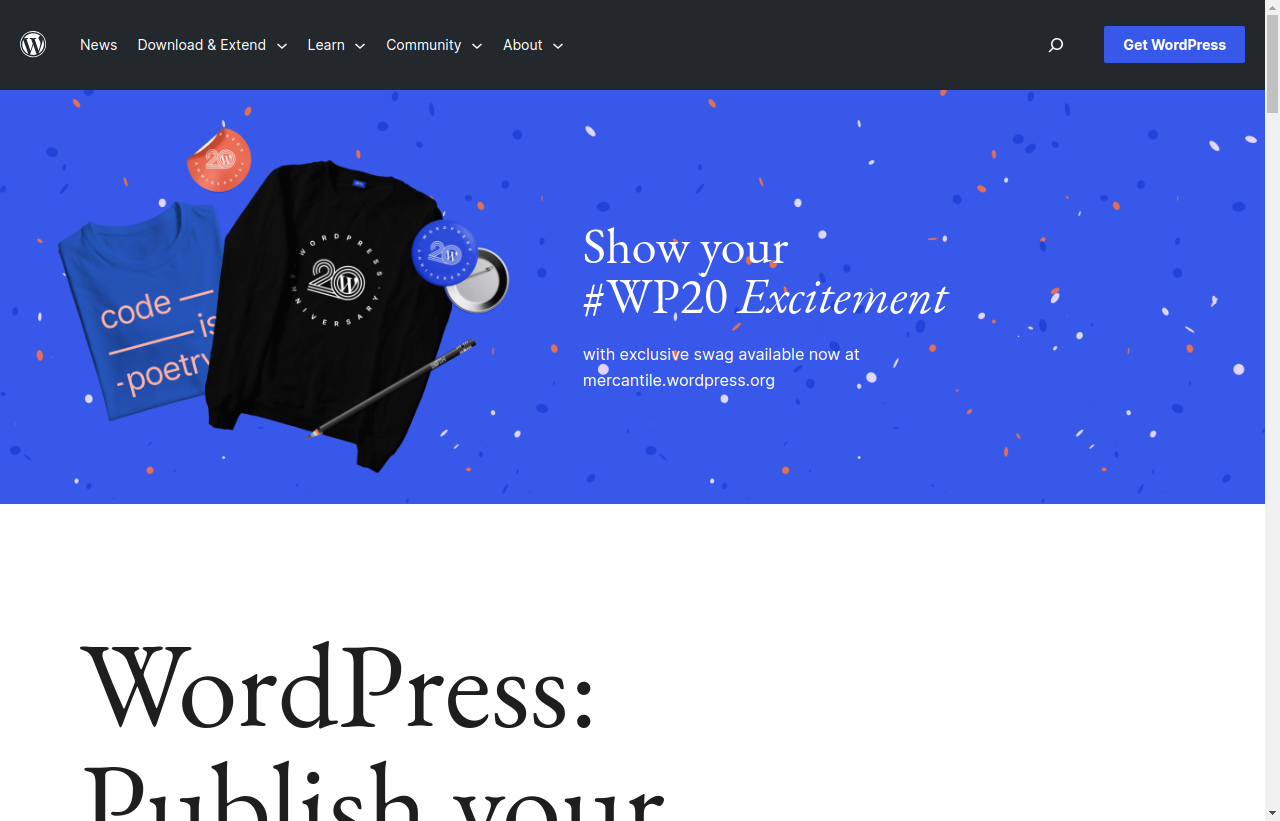 News Download & Extend Learn Community About Get WordPress
code —
— is
-poetry
WORDPRESS
20
ANNIVERSARY
Show your
#WP20 Excitement
with exclusive swag available now at
mercantile.wordpress.org
WordPress:
Publish your